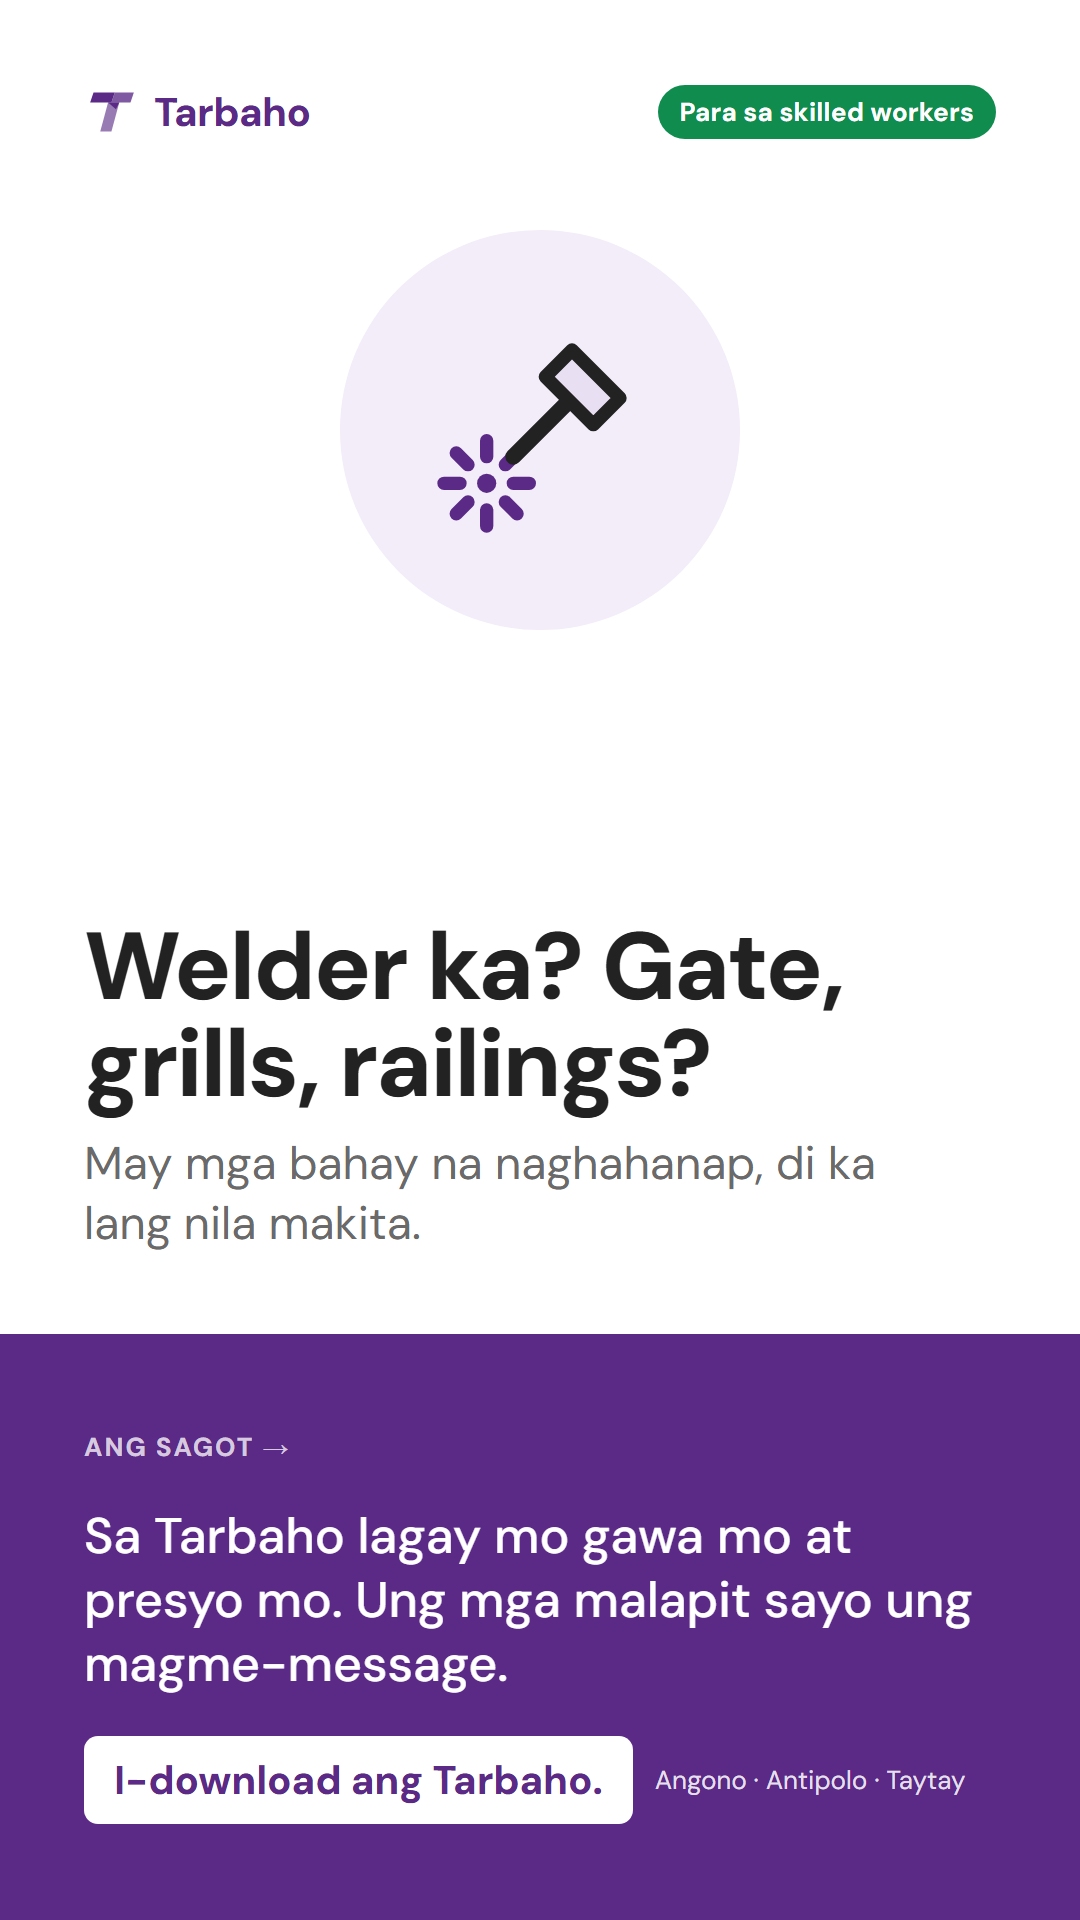 Tarbaho
Para sa skilled workers
Welder ka? Gate,
grills, railings?
May mga bahay na naghahanap, di ka
lang nila makita.
ANG SAGOT →
Sa Tarbaho lagay mo gawa mo at
presyo mo. Ung mga malapit sayo ung
magme-message.
I-download ang Tarbaho.
Angono · Antipolo · Taytay